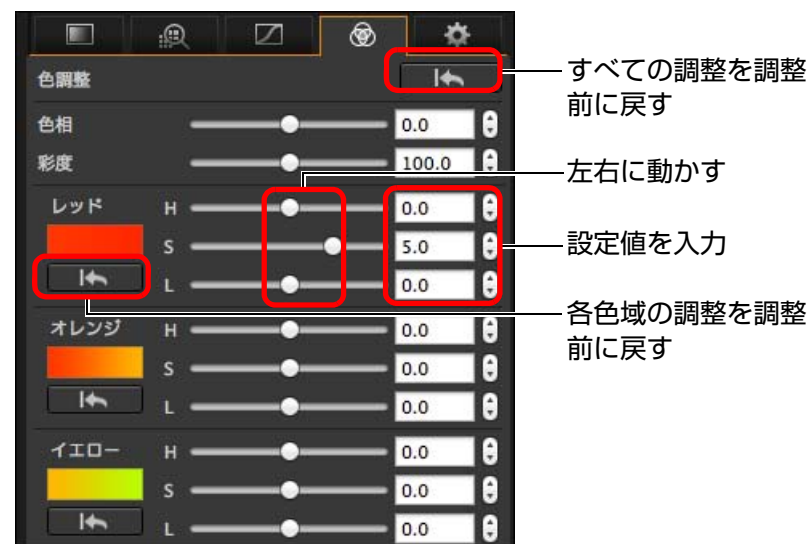 色調整
すべての調整を調整
前に戻す
色相 0.0
彩度 100.0
左右に動かす
レッド H 0.0
S 5.0
設定値を入力
L 0.0
各色域の調整を調整
前に戻す
オレンジ H 0.0
S 0.0
L 0.0
イエロー H 0.0
S 0.0
L 0.0